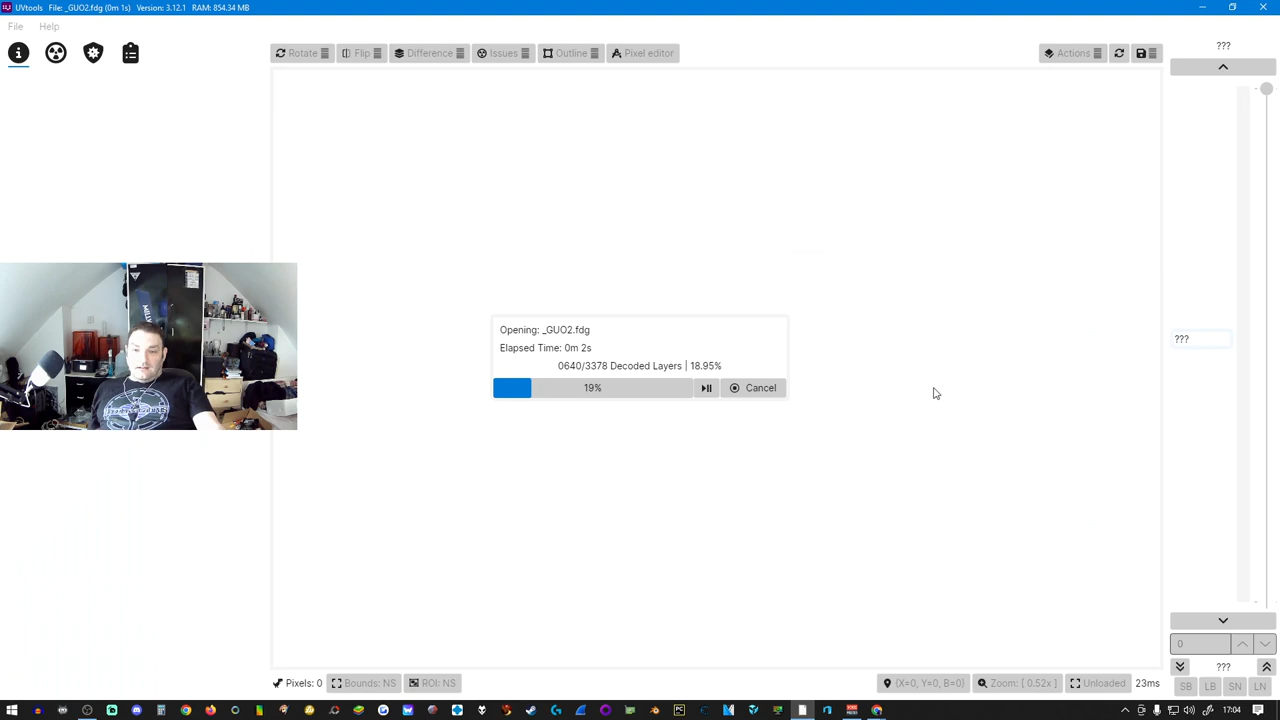 UVtools File: _GUO2.fdg (0m 1s) Version: 3.12.1 RAM: 854.34 MB
File Help
Rotate Flip Difference Issues Outline Pixel editor Actions
???
Opening: _GUO2.fdg
Elapsed Time: 0m 2s
0640/3378 Decoded Layers | 18.95%
19% Cancel
???
0
Pixels: 0 Bounds: NS ROI: NS {X=0, Y=0, B=0} Zoom: [ 0.52x ] Unloaded 23ms
???
SB LB SN LN
17:04